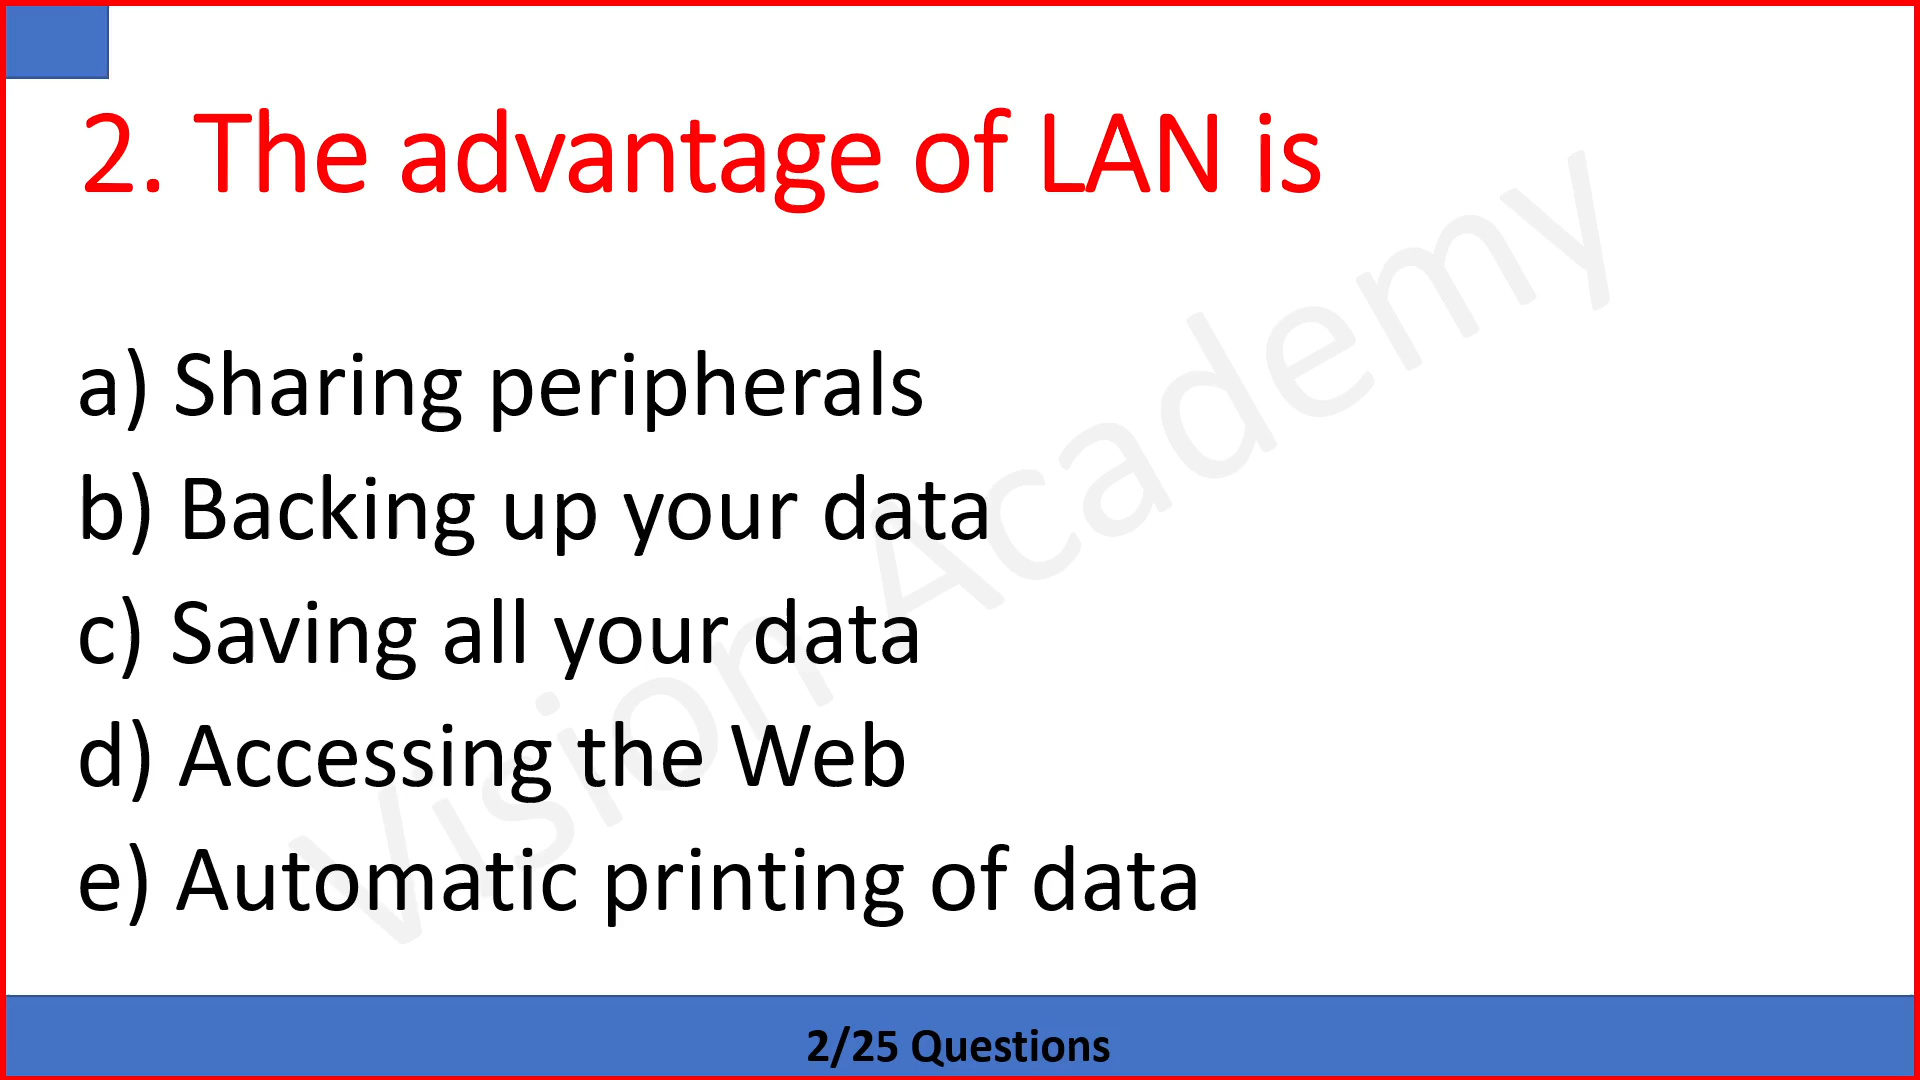 2. The advantage of LAN is
a) Sharing peripherals
b) Backing up your data
c) Saving all your data
d) Accessing the Web
e) Automatic printing of data
Vision Academy
2/25 Questions